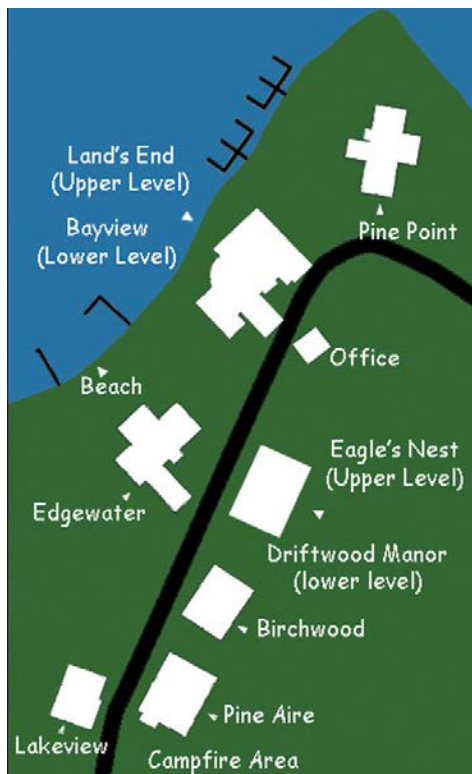 Land's End
(Upper Level)
Bayview
(Lower Level)
Pine Point
Office
Beach
Eagle's Nest
(Upper Level)
Edgewater
Driftwood Manor
(lower level)
Birchwood
Pine Aire
Lakeview
Campfire Area